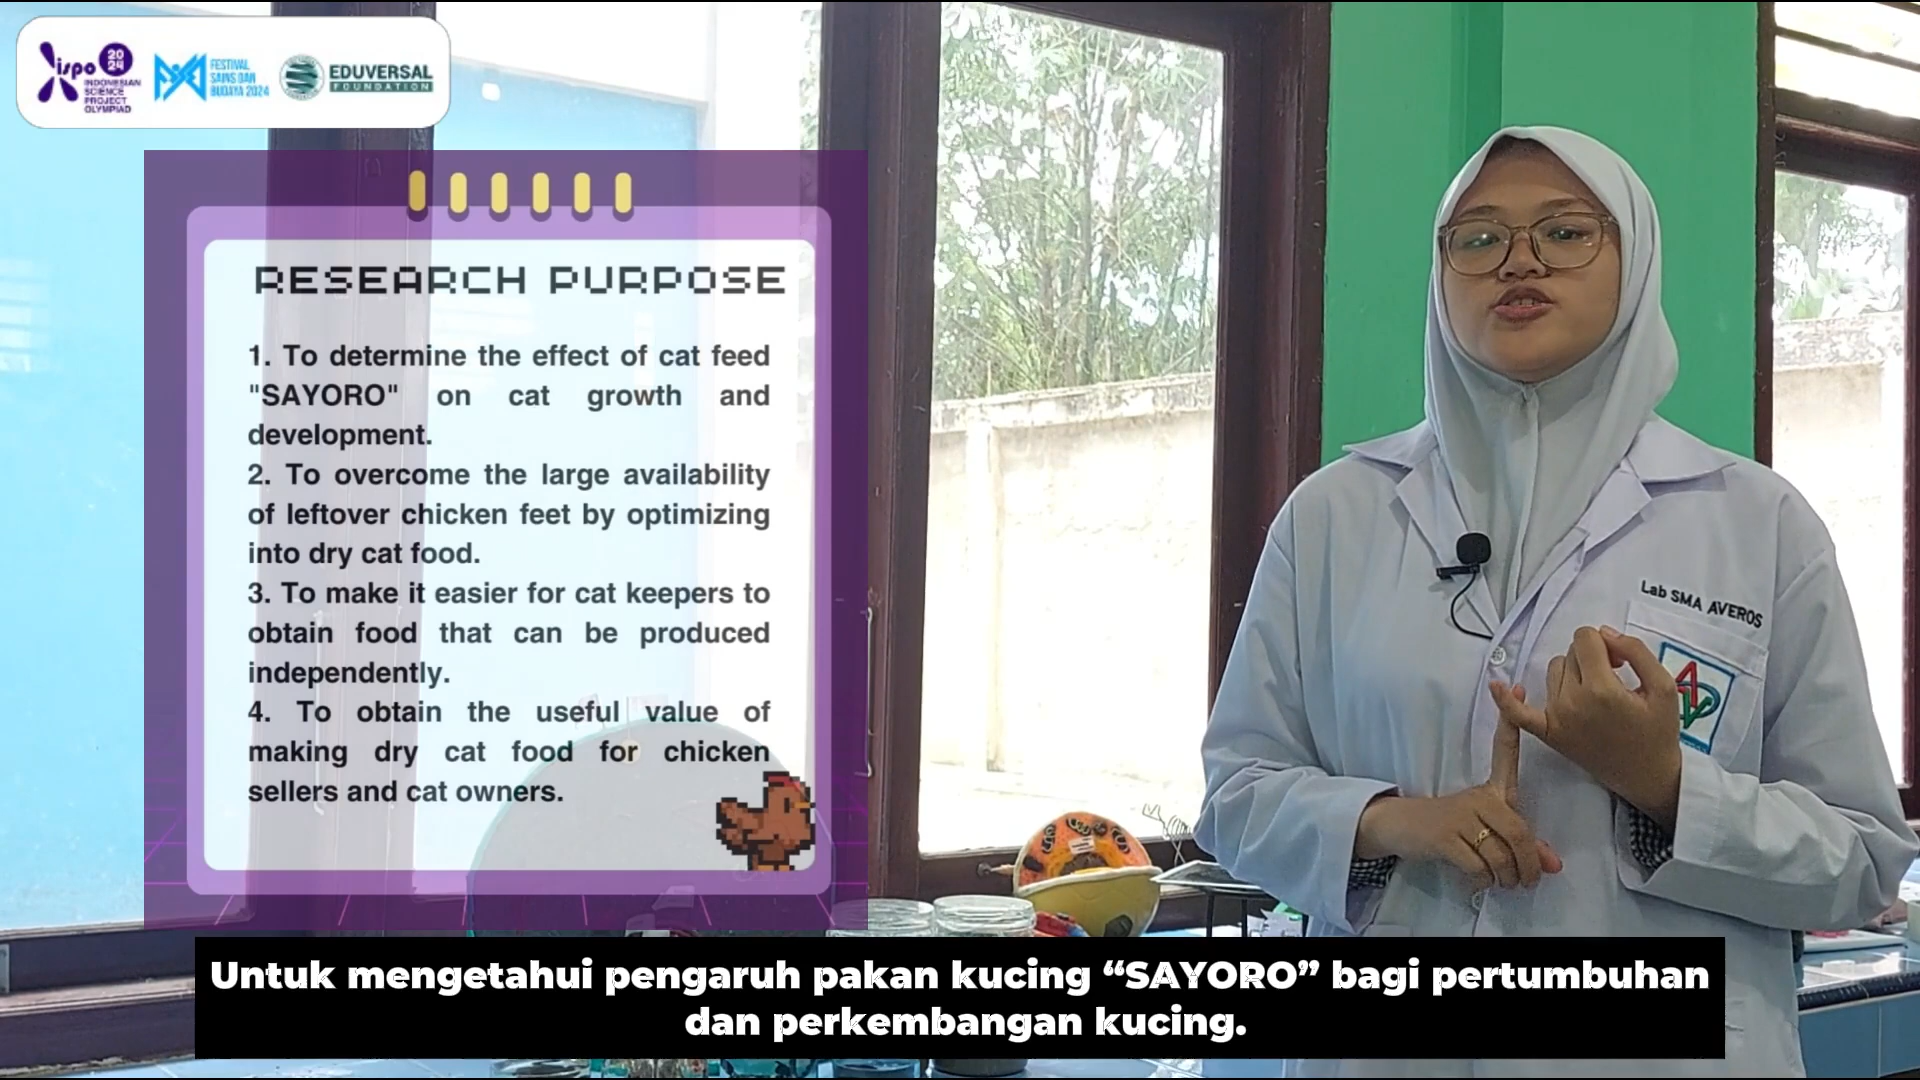 ispo 2024
INDONESIAN
SCIENCE
PROJECT
OLYMPIAD
FESTIVAL
SAINS DAN
BUDAYA 2024
EDUVERSAL
FOUNDATION
RESEARCH PURPOSE
1. To determine the effect of cat feed
"SAYORO" on cat growth and
development.
2. To overcome the large availability
of leftover chicken feet by optimizing
into dry cat food.
3. To make it easier for cat keepers to
obtain food that can be produced
independently.
4. To obtain the useful value of
making dry cat food for chicken
sellers and cat owners.
Lab SMA AVEROS
Untuk mengetahui pengaruh pakan kucing “SAYORO” bagi pertumbuhan
dan perkembangan kucing.